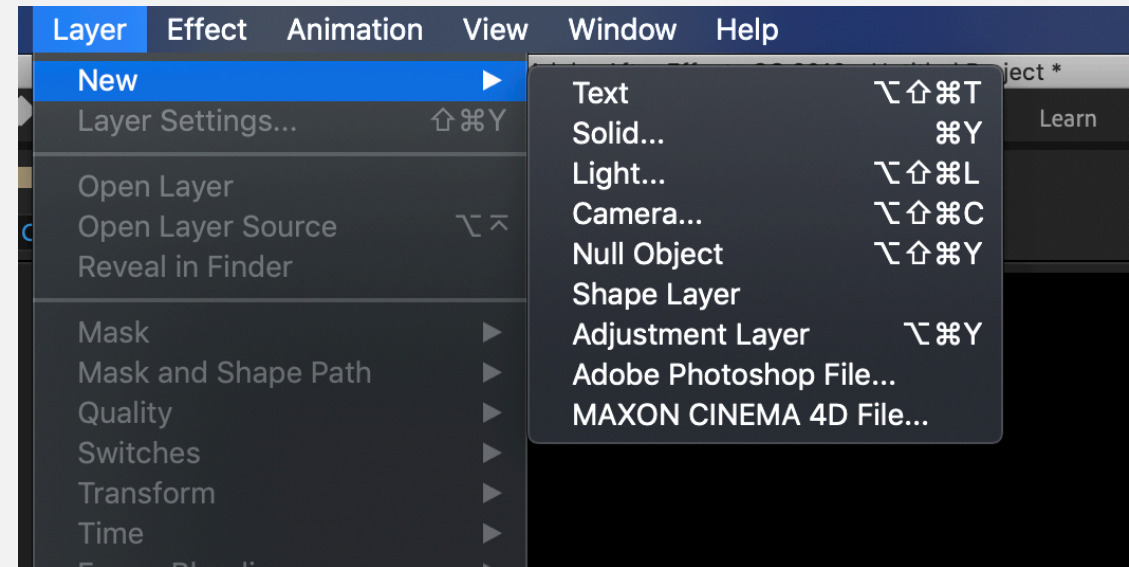 Layer Effect Animation View Window Help
New ▶
Layer Settings... ⇧⌘Y
Open Layer
Open Layer Source ⌥⌤
Reveal in Finder
Mask ▶
Mask and Shape Path ▶
Quality ▶
Switches ▶
Transform ▶
Time ▶
ject *
Learn
Text ⌥⇧⌘T
Solid... ⌘Y
Light... ⌥⇧⌘L
Camera... ⌥⇧⌘C
Null Object ⌥⇧⌘Y
Shape Layer
Adjustment Layer ⌥⌘Y
Adobe Photoshop File...
MAXON CINEMA 4D File...